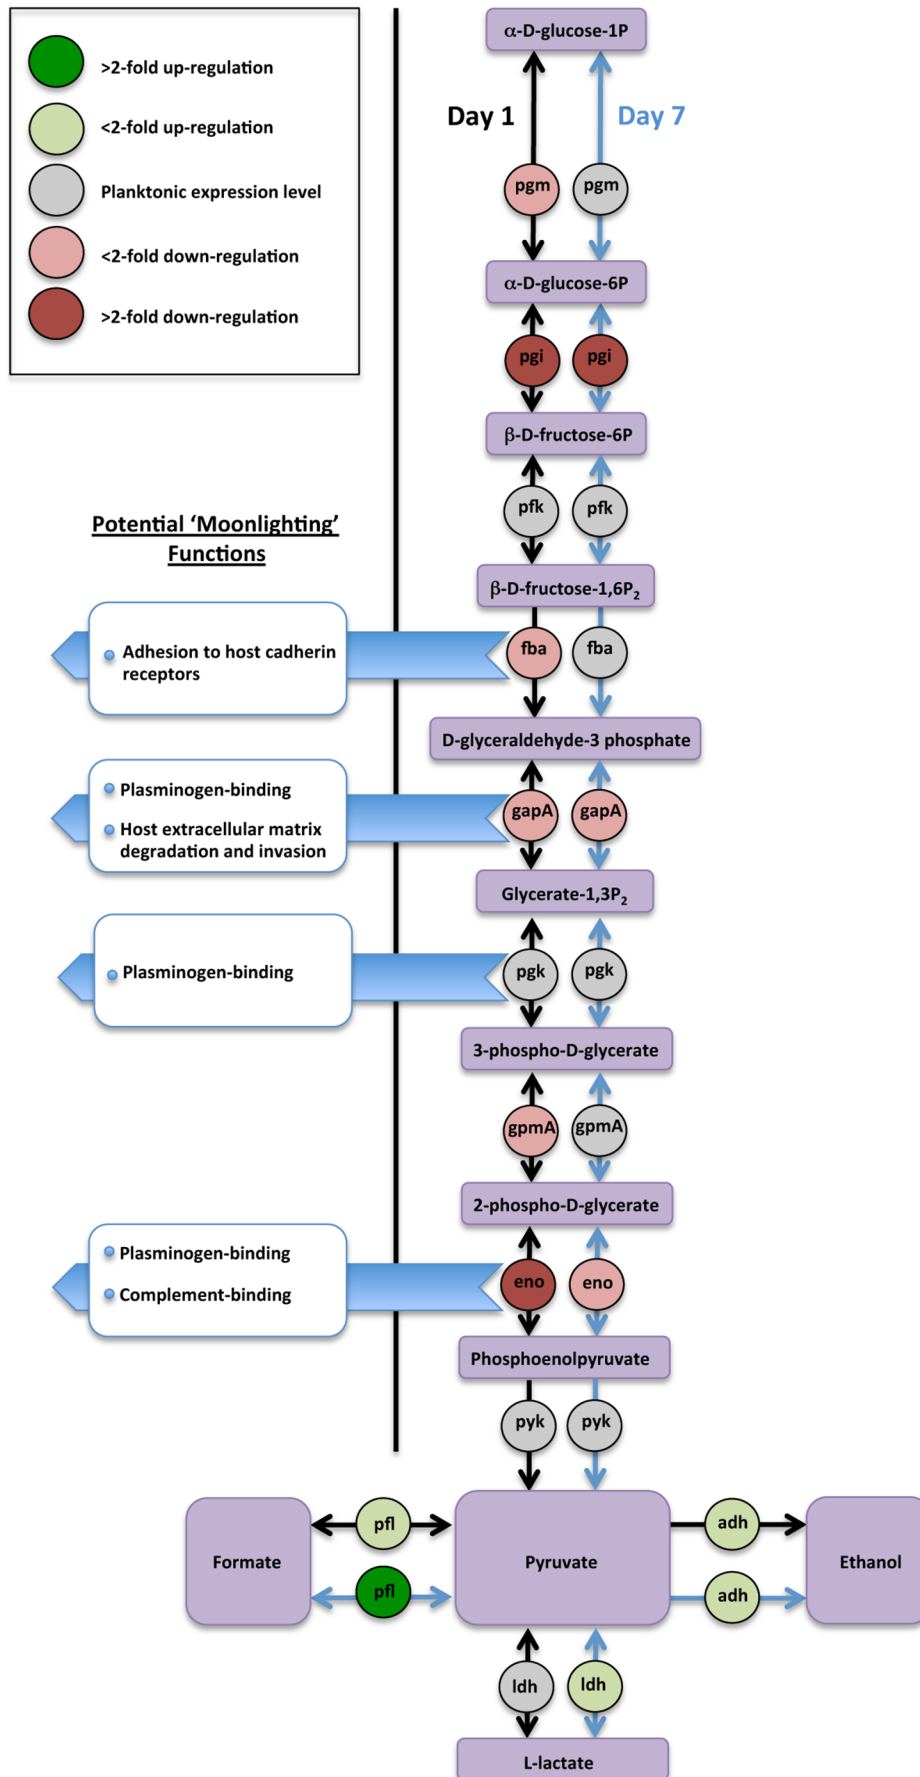 >2-fold up-regulation
<2-fold up-regulation
Planktonic expression level
<2-fold down-regulation
>2-fold down-regulation
α-D-glucose-1P
Day 1
Day 7
pgm
pgm
α-D-glucose-6P
pgi
pgi
β-D-fructose-6P
pfk
pfk
β-D-fructose-1,6P₂
Potential ‘Moonlighting’
Functions
Adhesion to host cadherin
receptors
fba
fba
D-glyceraldehyde-3 phosphate
Plasminogen-binding
Host extracellular matrix
degradation and invasion
gapA
gapA
Glycerate-1,3P₂
Plasminogen-binding
pgk
pgk
3-phospho-D-glycerate
gpmA
gpmA
2-phospho-D-glycerate
Plasminogen-binding
Complement-binding
eno
eno
Phosphoenolpyruvate
pyk
pyk
pfl
adh
Formate
Pyruvate
Ethanol
pfl
adh
ldh
ldh
L-lactate